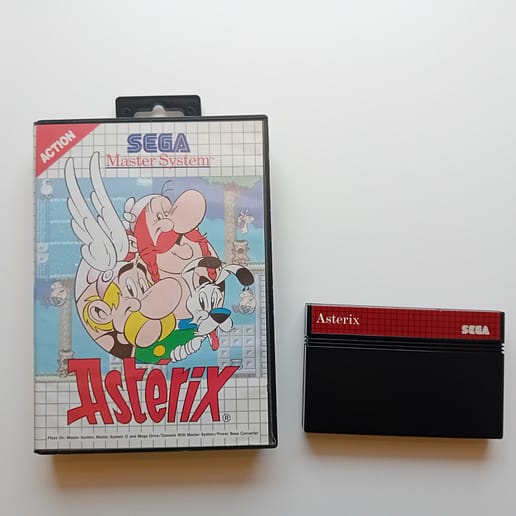 ACTION
SEGA
Master System™
Asterix®
Plays On: Master System, Master System II and Mega Drive/Genesis With Master System/Power Base Converter
Asterix
SEGA